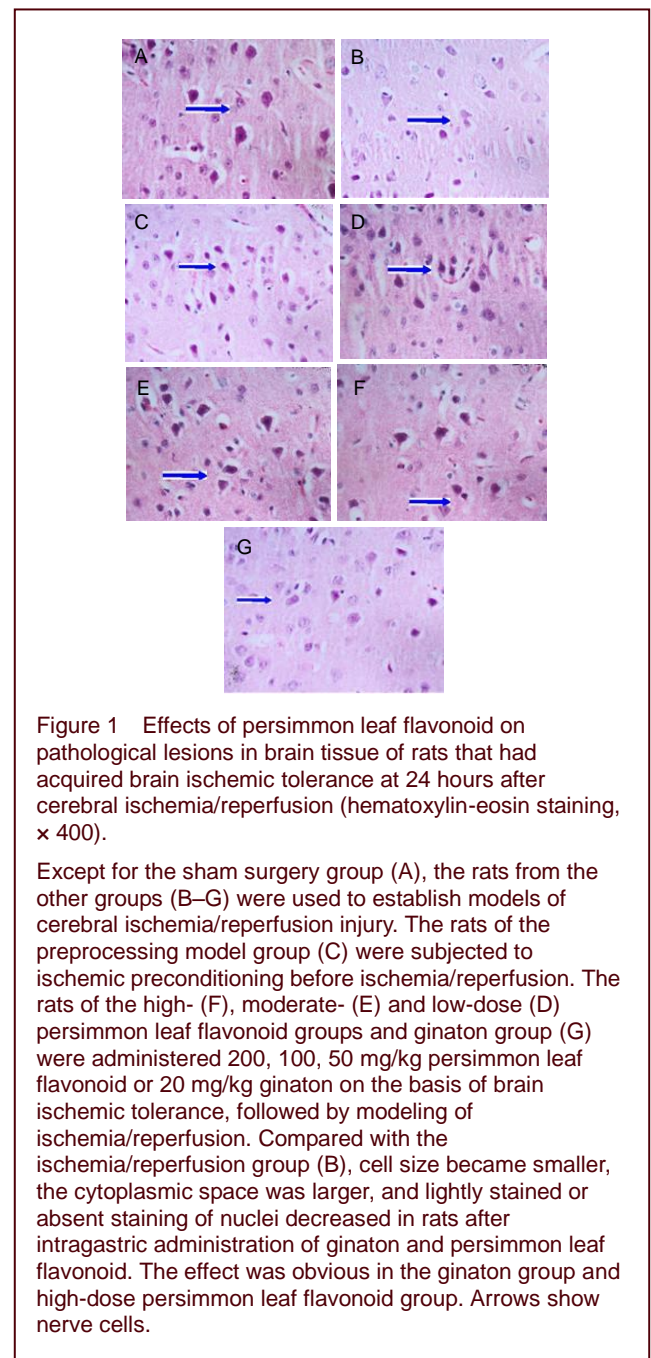 A
B
C
D
E
F
G
Figure 1 Effects of persimmon leaf flavonoid on
pathological lesions in brain tissue of rats that had
acquired brain ischemic tolerance at 24 hours after
cerebral ischemia/reperfusion (hematoxylin-eosin staining,
× 400).
Except for the sham surgery group (A), the rats from the
other groups (B–G) were used to establish models of
cerebral ischemia/reperfusion injury. The rats of the
preprocessing model group (C) were subjected to
ischemic preconditioning before ischemia/reperfusion. The
rats of the high- (F), moderate- (E) and low-dose (D)
persimmon leaf flavonoid groups and ginaton group (G)
were administered 200, 100, 50 mg/kg persimmon leaf
flavonoid or 20 mg/kg ginaton on the basis of brain
ischemic tolerance, followed by modeling of
ischemia/reperfusion. Compared with the
ischemia/reperfusion group (B), cell size became smaller,
the cytoplasmic space was larger, and lightly stained or
absent staining of nuclei decreased in rats after
intragastric administration of ginaton and persimmon leaf
flavonoid. The effect was obvious in the ginaton group and
high-dose persimmon leaf flavonoid group. Arrows show
nerve cells.